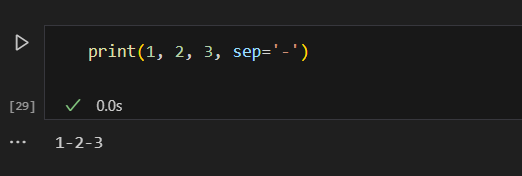 print(1, 2, 3, sep='-')
[29] 0.0s
1-2-3